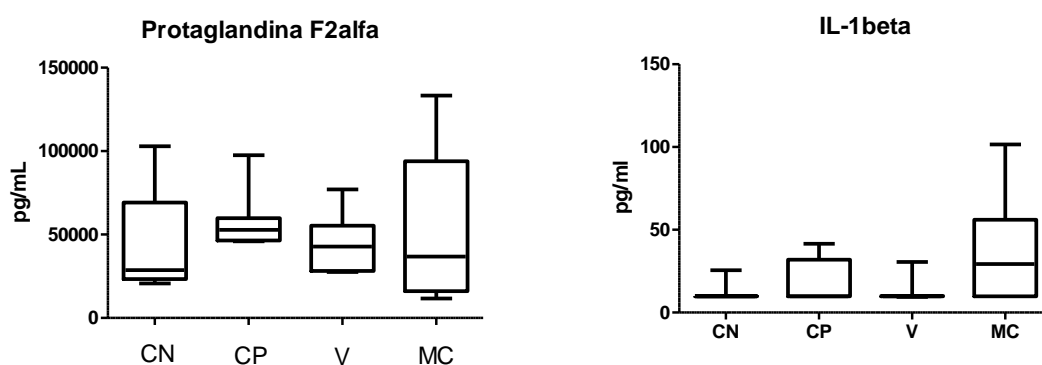 Protaglandina F2alfa
150000
100000
50000
0
pg/mL
CN CP V MC
IL-1beta
150
100
50
0
pg/ml
CN CP V MC